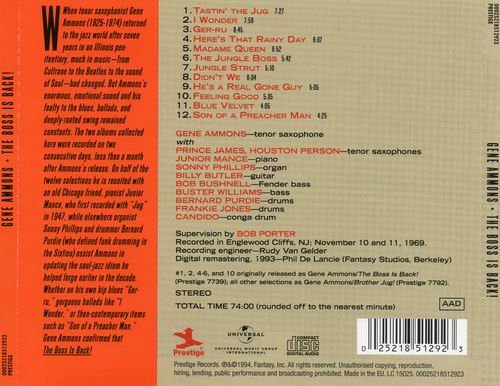 GENE AMMONS • THE BOSS IS BACK!
00025218512923
PRESTIGE
When tenor saxophonist Gene
Ammons (1925-1974) returned
to the jazz world after seven
years in an Illinois pen-
itentiary, much in music—from
Coltrane to the Beatles to the sound
of Soul—had changed. But Ammons's
enormous, emotional sound and his
fealty to the blues, ballads, and
deeply-rooted swing remained
constants. The two albums collected
here were recorded on two
consecutive days, less than a month
after Ammons's release. On half of the
twelve selections he is reunited with
an old Chicago friend, pianist Junior
Mance, who first recorded with "Jug"
in 1947, while elsewhere organist
Sonny Phillips and drummer Bernard
Purdie (who defined funk drumming in the
Sixties) assist Ammons in
updating the soul-jazz idiom he
helped forge earlier in the decade.
Whether on his own hip blues "Ger-
ru," gorgeous ballads like "I
Wonder," or then-contemporary items
such as "Son of a Preacher Man,"
Gene Ammons confirmed that
The Boss Is Back!
1. TASTIN' THE JUG 7:27
2. I WONDER 7:58
3. GER-RU 8:45
4. HERE'S THAT RAINY DAY 6:07
5. MADAME QUEEN 6:52
6. THE JUNGLE BOSS 5:42
7. JUNGLE STRUT 5:10
8. DIDN'T WE 6:04
9. HE'S A REAL GONE GUY 5:05
10. FEELING GOOD 5:35
11. BLUE VELVET 4:05
12. SON OF A PREACHER MAN 4:25
GENE AMMONS—tenor saxophone
with
PRINCE JAMES, HOUSTON PERSON—tenor saxophones
JUNIOR MANCE—piano
SONNY PHILLIPS—organ
BILLY BUTLER—guitar
BOB BUSHNELL—Fender bass
BUSTER WILLIAMS—bass
BERNARD PURDIE—drums
FRANKIE JONES—drums
CANDIDO—conga drum
Supervision by BOB PORTER
Recorded in Englewood Cliffs, NJ; November 10 and 11, 1969.
Recording engineer—Rudy Van Gelder
Digital remastering, 1993—Phil De Lancie (Fantasy Studios, Berkeley)
#1, 2, 4-6, and 10 originally released as Gene Ammons/The Boss Is Back!
(Prestige 7739); all other selections as Gene Ammons/Brother Jug! (Prestige 7792).
STEREO
TOTAL TIME 74:00 (rounded off to the nearest minute)
AAD
Prestige
UNIVERSAL
UNIVERSAL MUSIC GROUP
INTERNATIONAL
COMPACT
disc
DIGITAL AUDIO
0 25218 51292 3
Prestige Records. ℗&©1994, Fantasy, Inc. All rights reserved. Unauthorised copying, reproduction,
hiring, lending, public performance and broadcasting prohibited. Made in the EU. LC 15025. 00025218512923
PRESTIGE
00025218512923
GENE AMMONS • THE BOSS IS BACK!